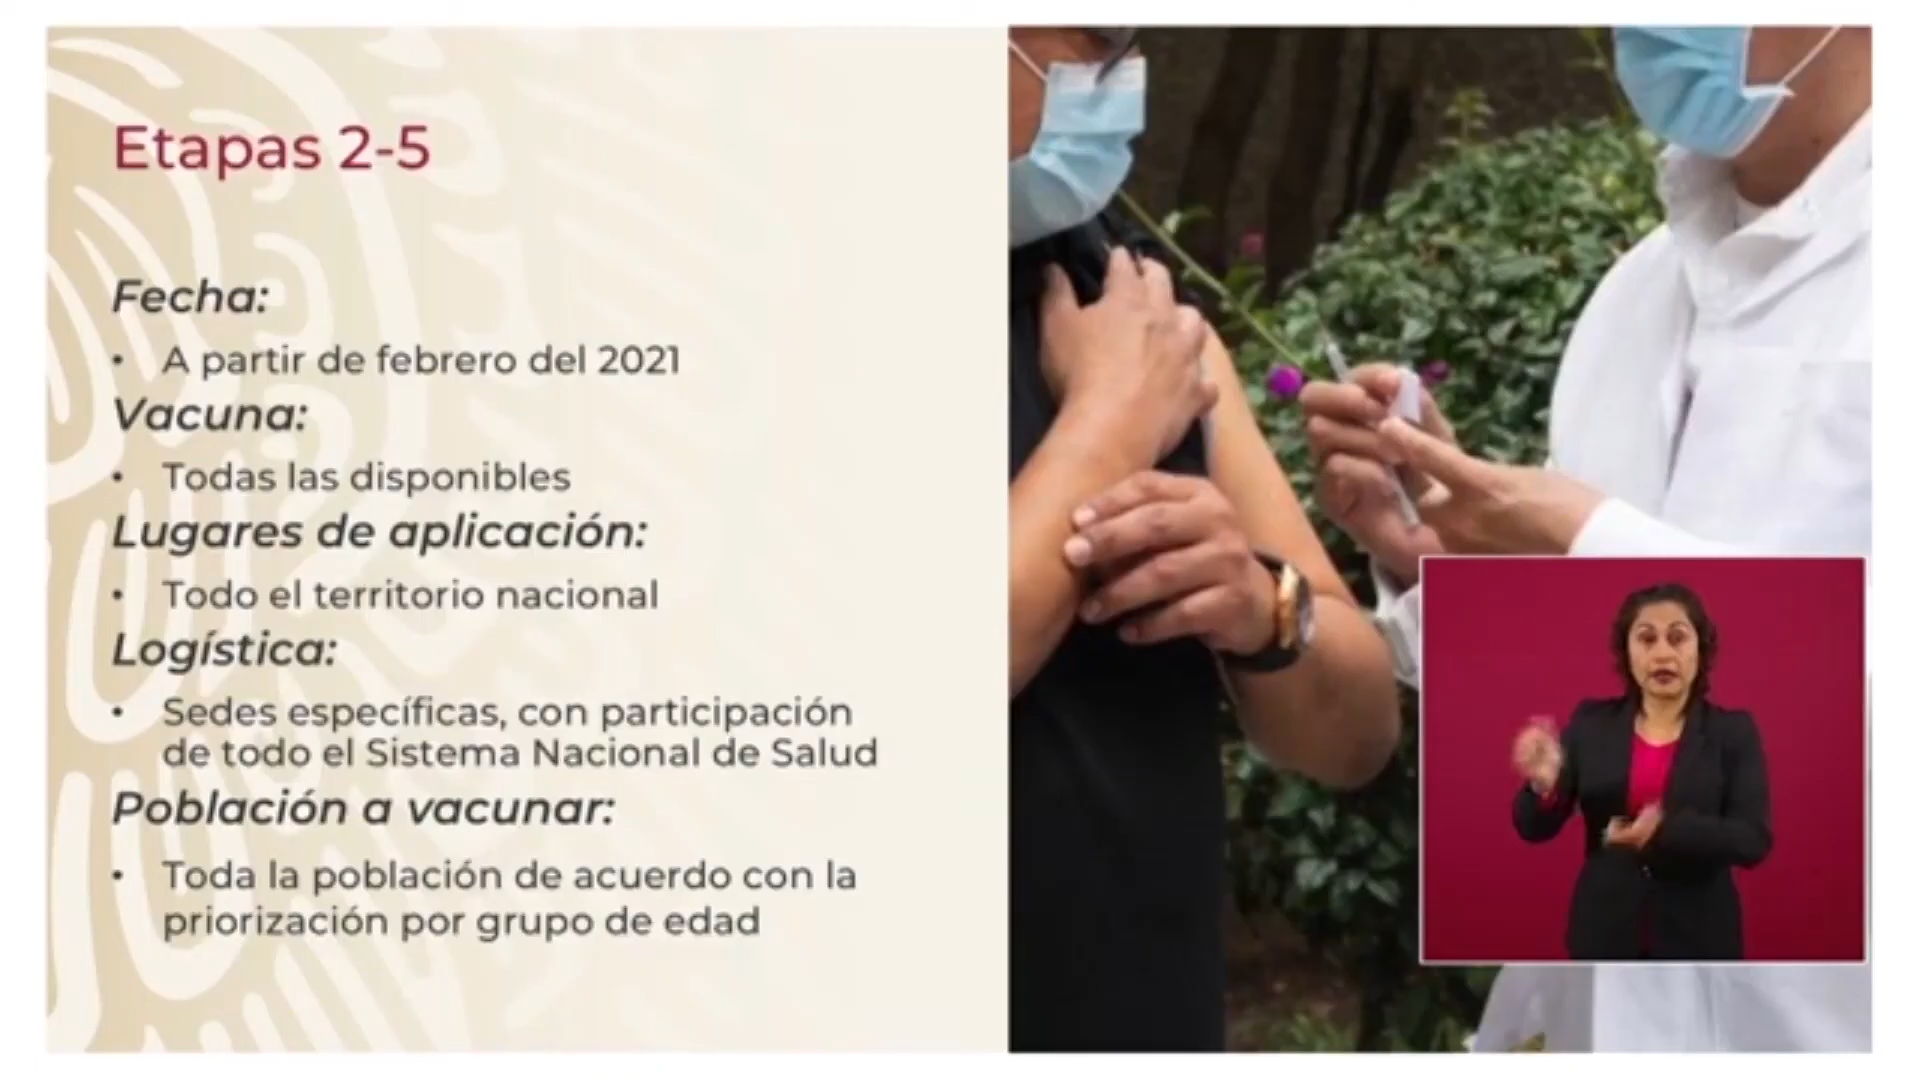 Etapas 2-5
Fecha:
• A partir de febrero del 2021
Vacuna:
• Todas las disponibles
Lugares de aplicación:
• Todo el territorio nacional
Logística:
• Sedes específicas, con participación
de todo el Sistema Nacional de Salud
Población a vacunar:
• Toda la población de acuerdo con la
priorización por grupo de edad